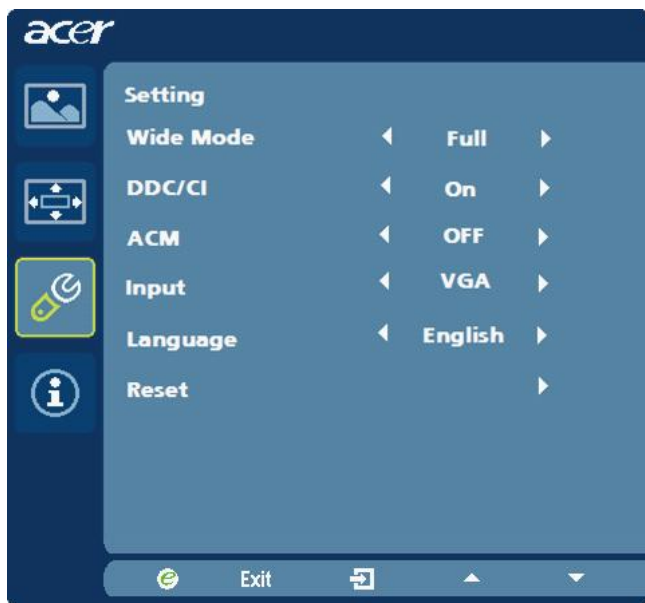 acer
Setting
Wide Mode Full
DDC/CI On
ACM OFF
Input VGA
Language English
Reset
e Exit